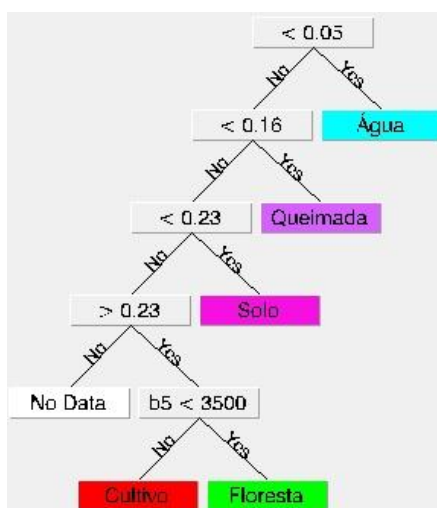 < 0.05
No
Yes
< 0.16
Água
No
Yes
< 0.23
Queimada
No
Yes
> 0.23
Solo
No
Yes
No Data
b5 < 3500
No
Yes
Cultivo
Floresta